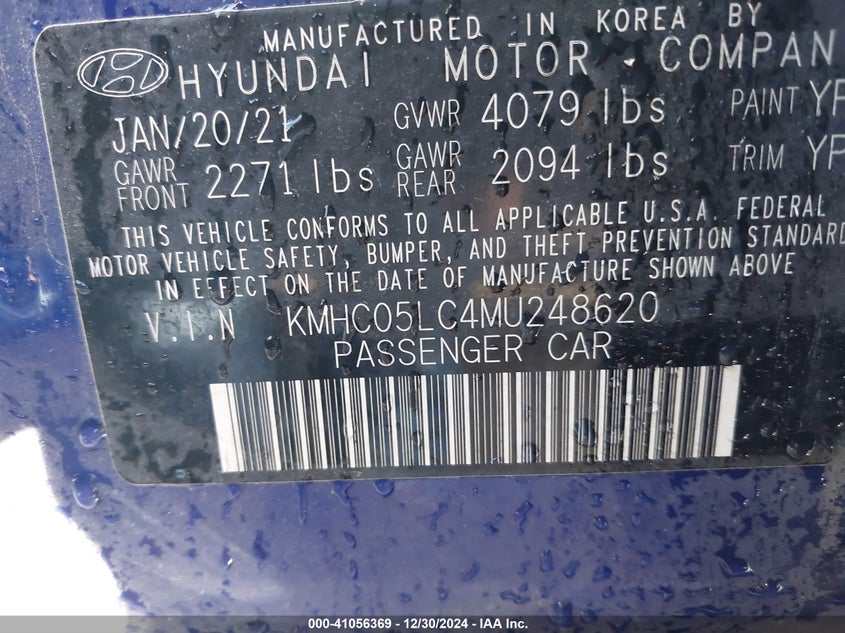 MANUFACTURED IN KOREA BY
HYUNDAI MOTOR COMPAN
JAN/20/21 GVWR 4079 lbs PAINT YP
GAWR FRONT 2271 lbs GAWR REAR 2094 lbs TRIM YP
THIS VEHICLE CONFORMS TO ALL APPLICABLE U.S.A. FEDERAL
MOTOR VEHICLE SAFETY, BUMPER, AND THEFT PREVENTION STANDARD
IN EFFECT ON THE DATE OF MANUFACTURE SHOWN ABOVE
V.I.N KMHC05LC4MU248620
PASSENGER CAR
000-41056369 - 12/30/2024 - IAA Inc.